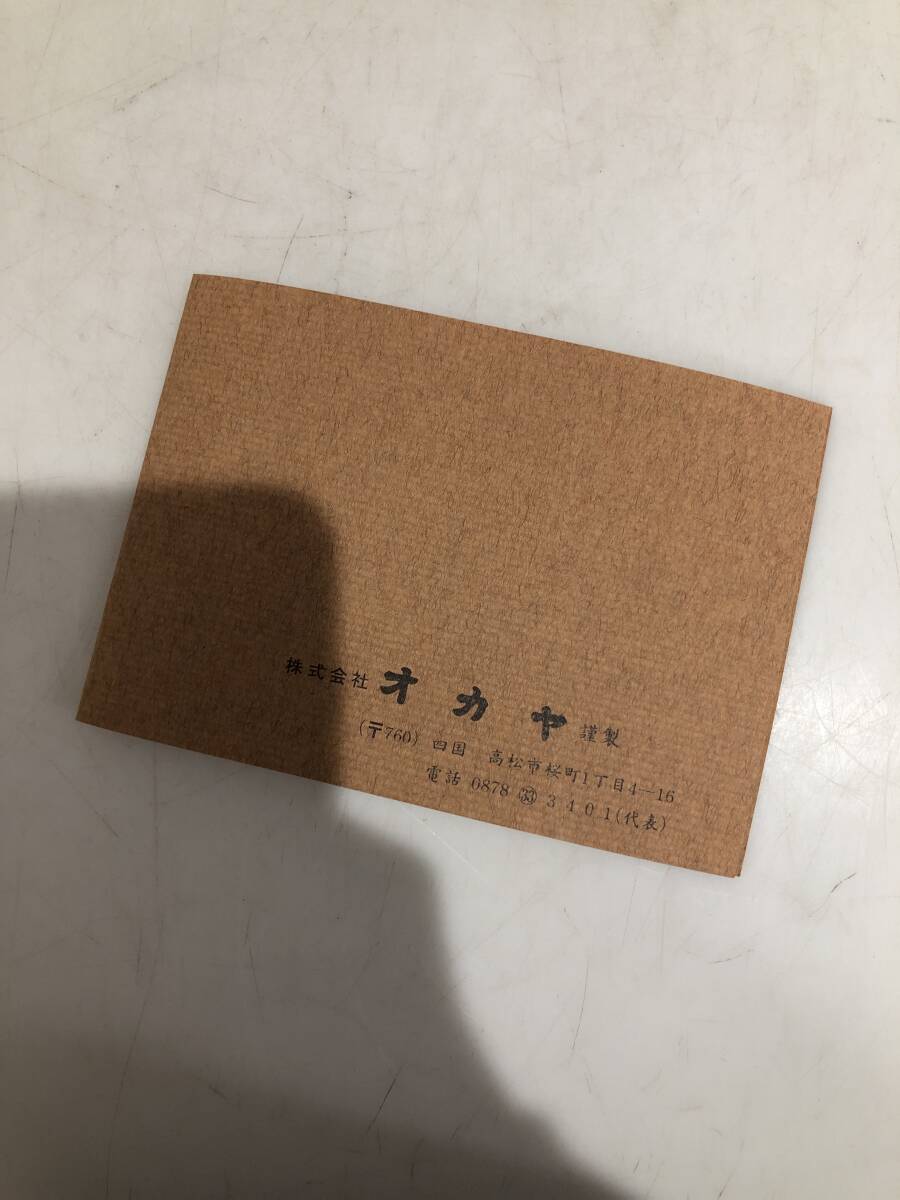 株式会社 オカヤ 謹製
(〒760) 四国 高松市桜町1丁目4—16
電話 0878 ㉝ 3401(代表)